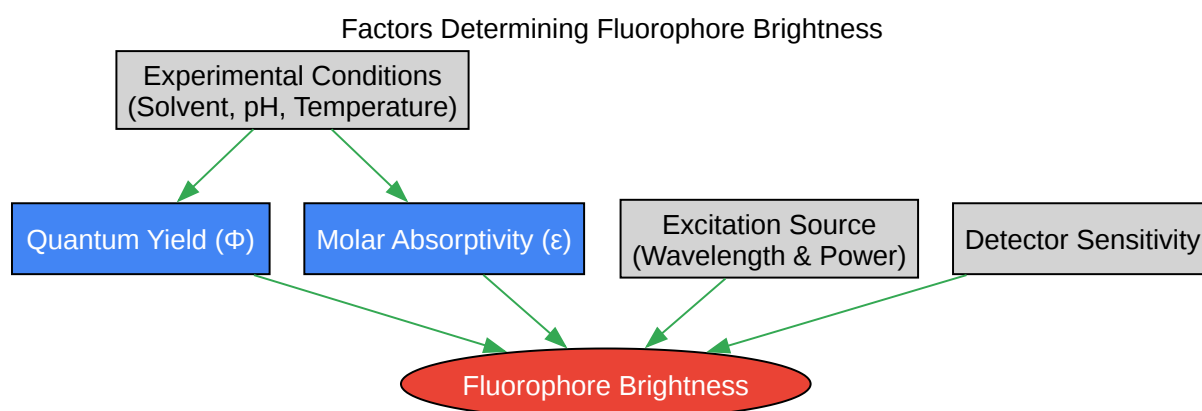 Factors Determining Fluorophore Brightness
Experimental Conditions
(Solvent, pH, Temperature)
Quantum Yield (Φ)
Molar Absorptivity (ε)
Excitation Source
(Wavelength & Power)
Detector Sensitivity
Fluorophore Brightness